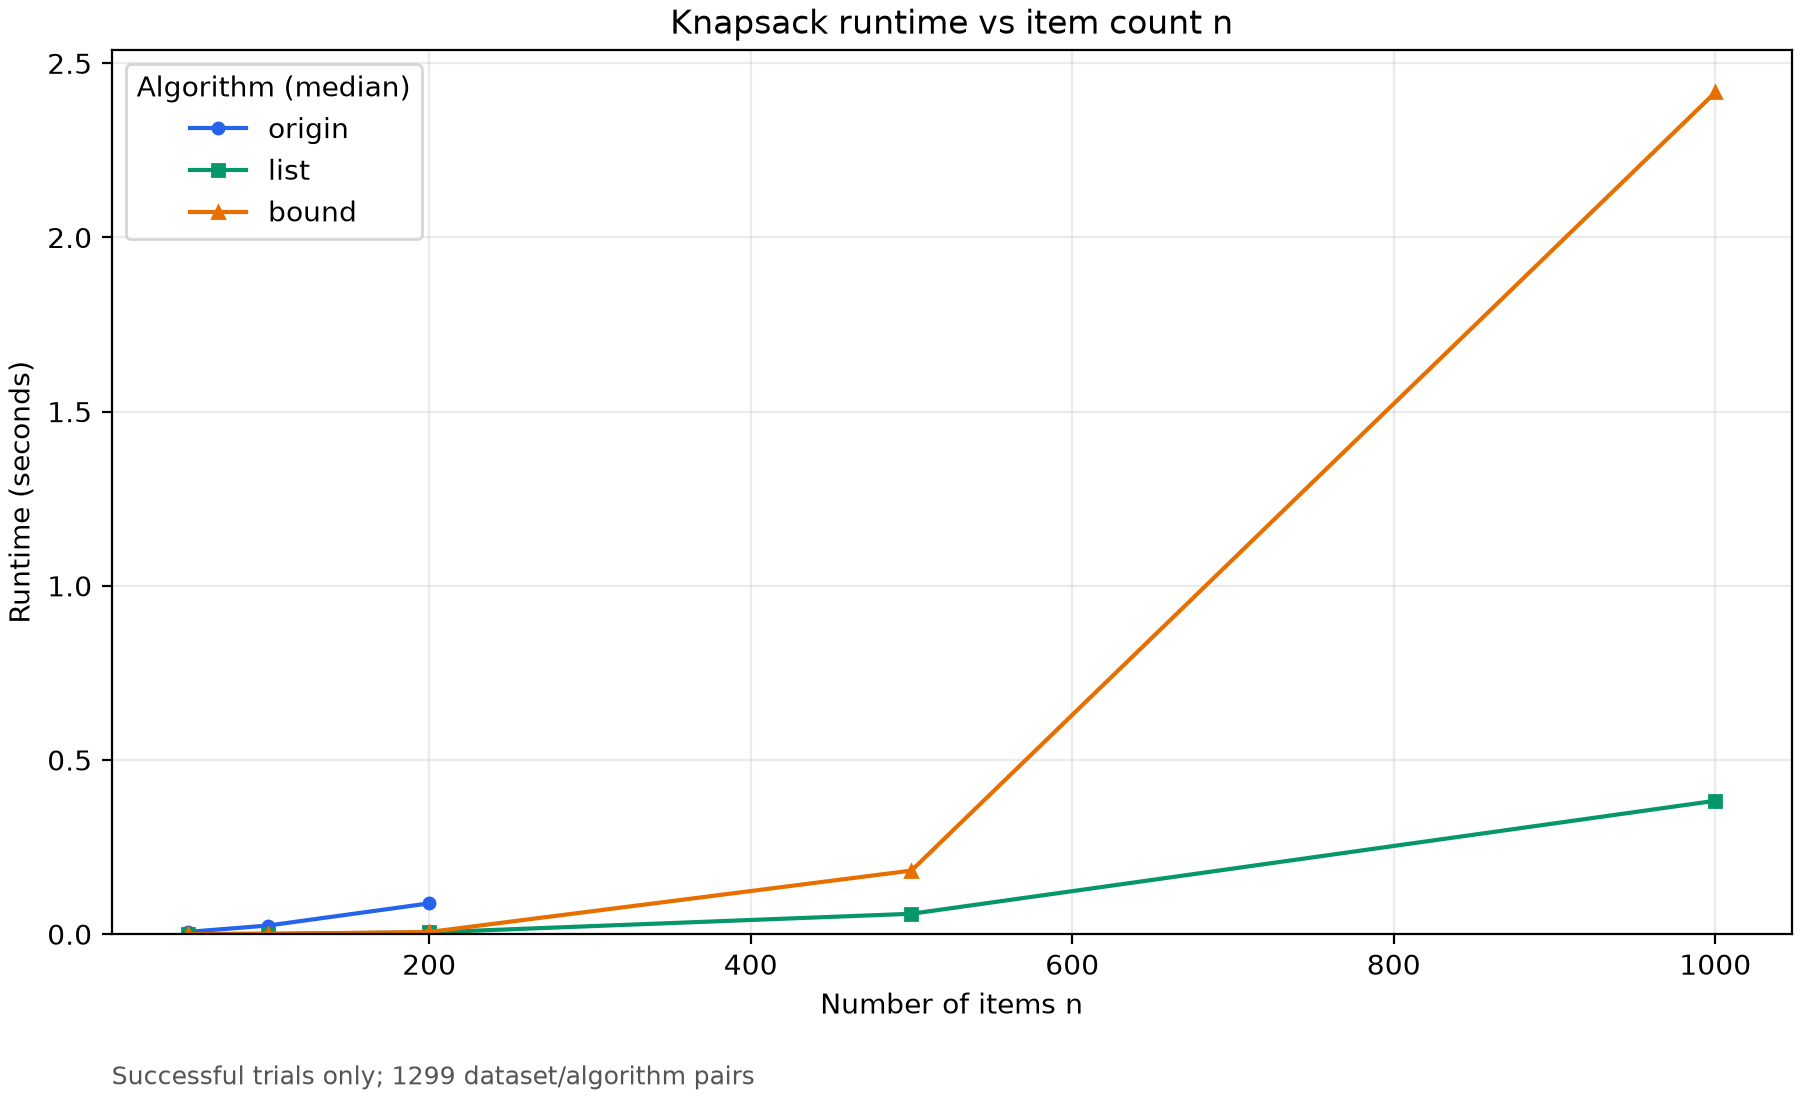 Knapsack runtime vs item count n
Algorithm (median)
origin
list
bound
Runtime (seconds)
2.5
2.0
1.5
1.0
0.5
0.0
200 400 600 800 1000
Number of items n
Successful trials only; 1299 dataset/algorithm pairs